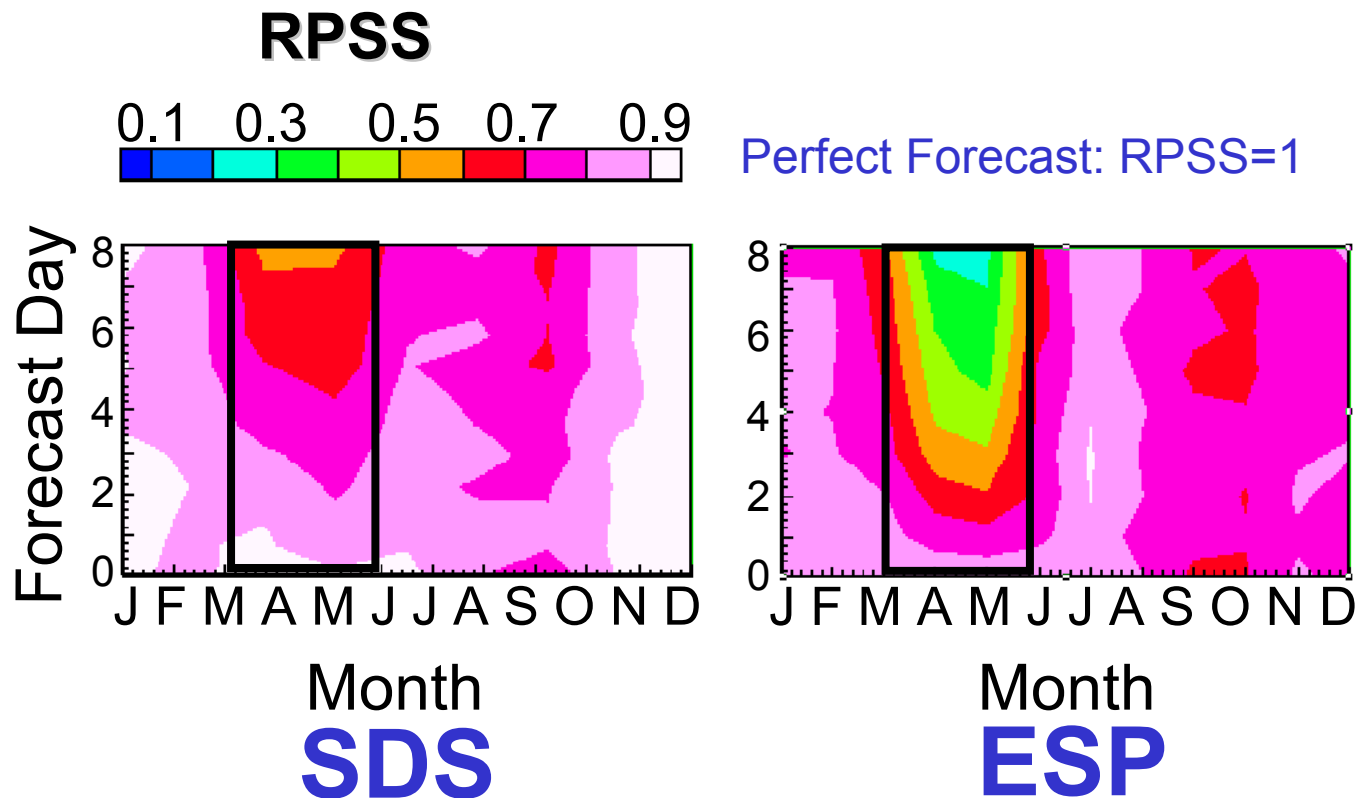 RPSS
0.1 0.3 0.5 0.7 0.9
Perfect Forecast: RPSS=1
Forecast Day
8
6
4
2
0
J F M A M J J A S O N D
Month
SDS
8
6
4
2
0
J F M A M J J A S O N D
Month
ESP